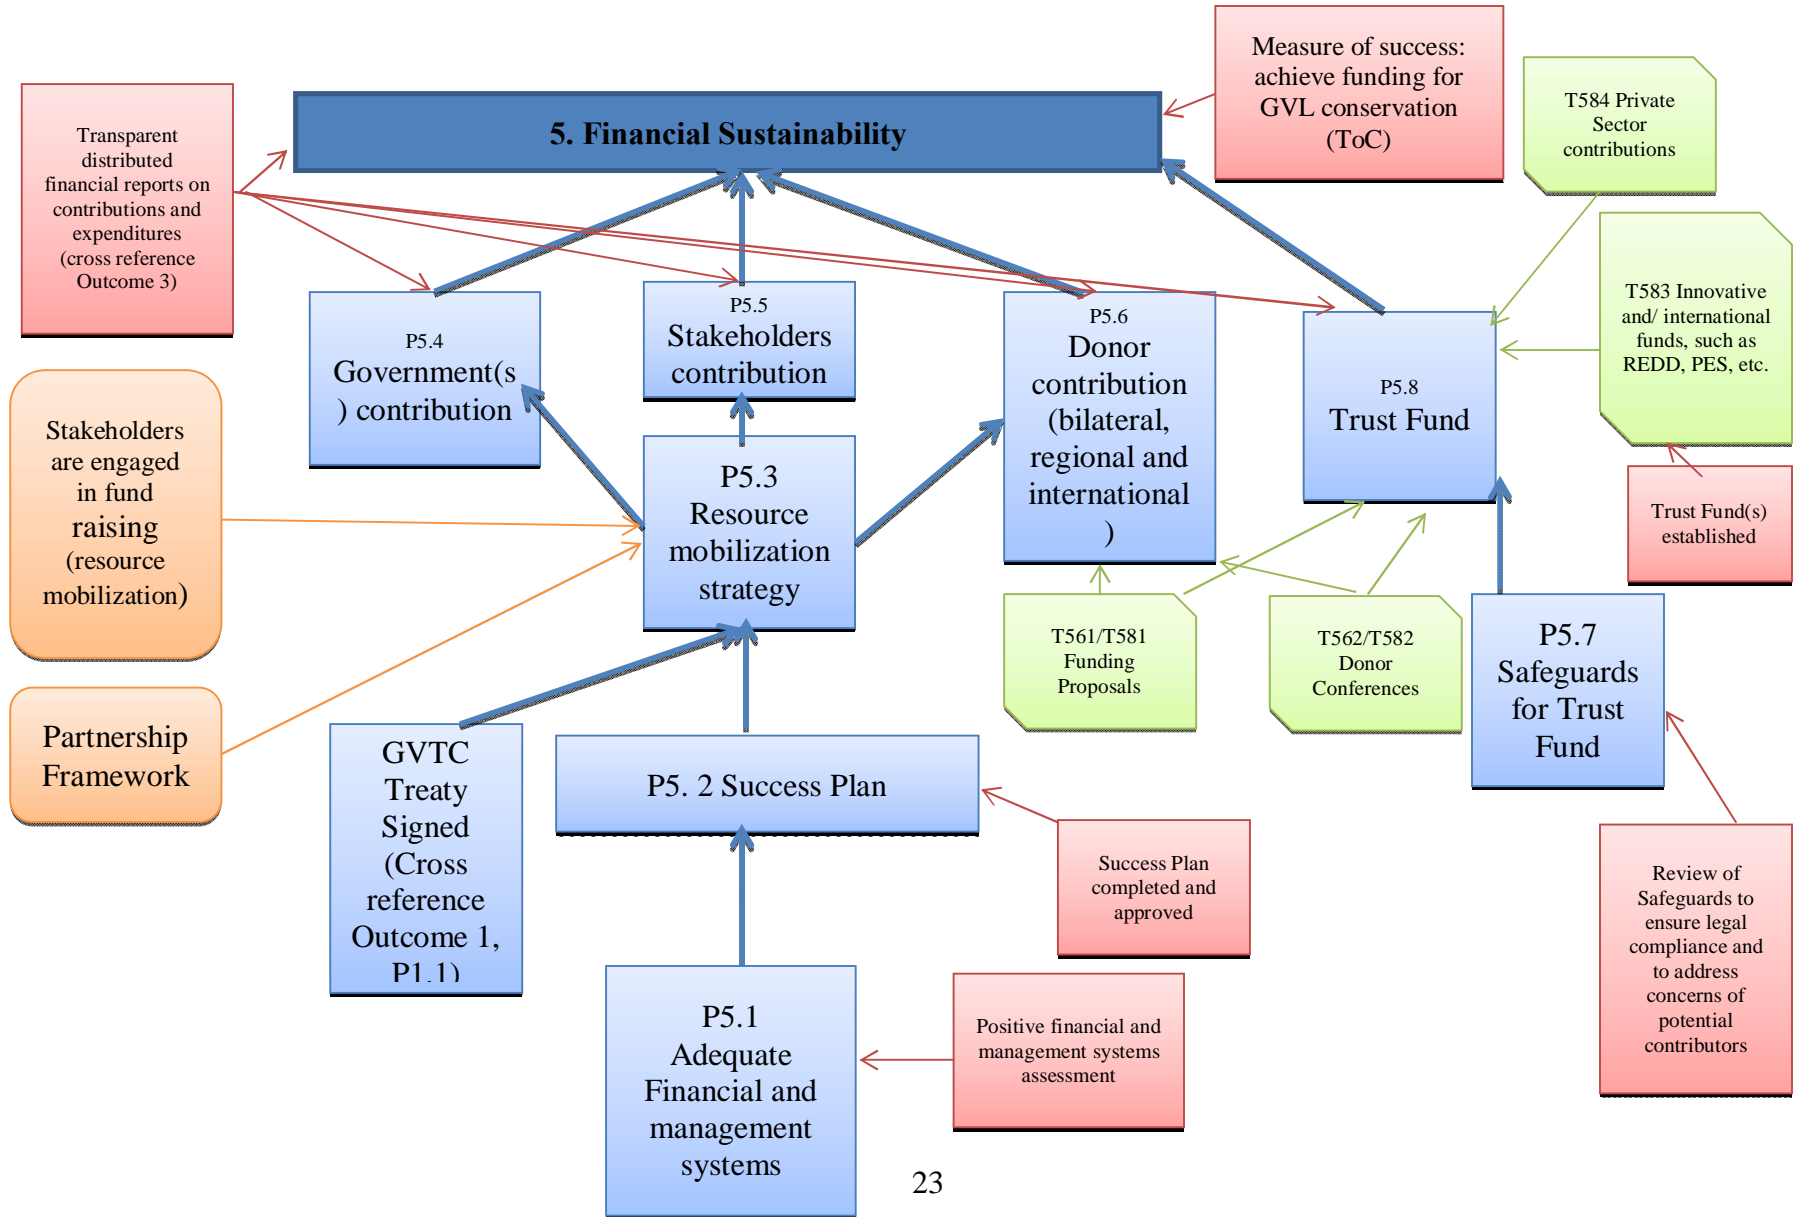 Measure of success:
achieve funding for
GVL conservation
(ToC)
T584 Private
Sector
contributions
Transparent
distributed
financial reports on
contributions and
expenditures
(cross reference
Outcome 3)
5. Financial Sustainability
T583 Innovative
and/ international
funds, such as
REDD, PES, etc.
P5.4
Government(s
) contribution
P5.5
Stakeholders
contribution
P5.6
Donor
contribution
(bilateral,
regional and
international
)
P5.8
Trust Fund
Stakeholders
are engaged
in fund
raising
(resource
mobilization)
P5.3
Resource
mobilization
strategy
Trust Fund(s)
established
T561/T581
Funding
Proposals
T562/T582
Donor
Conferences
P5.7
Safeguards
for Trust
Fund
Partnership
Framework
GVTC
Treaty
Signed
(Cross
reference
Outcome 1,
P1.1)
P5. 2 Success Plan
Success Plan
completed and
approved
Review of
Safeguards to
ensure legal
compliance and
to address
concerns of
potential
contributors
P5.1
Adequate
Financial and
management
systems
Positive financial and
management systems
assessment
23